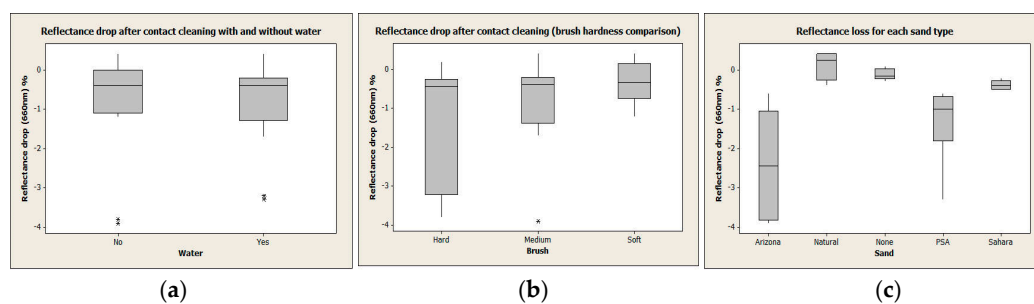 Reflectance drop after contact cleaning with and without water
Reflectance drop (660nm) %
0
-1
-2
-3
-4
No
Yes
Water
(a)
Reflectance drop after contact cleaning (brush hardness comparison)
Reflectance drop (660nm) %
0
-1
-2
-3
-4
Hard
Medium
Soft
Brush
(b)
Reflectance loss for each sand type
Reflectance drop (660nm) %
0
-1
-2
-3
-4
Arizona
Natural
None
PSA
Sahara
Sand
(c)